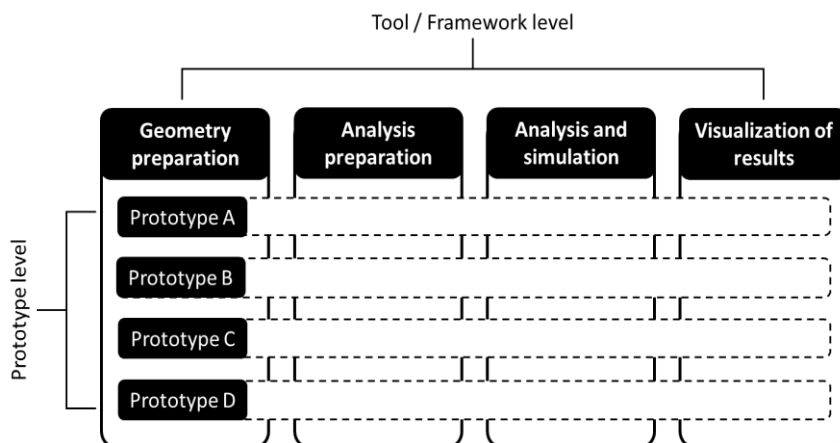 Tool / Framework level
Geometry
preparation
Analysis
preparation
Analysis and
simulation
Visualization of
results
Prototype level
Prototype A
Prototype B
Prototype C
Prototype D